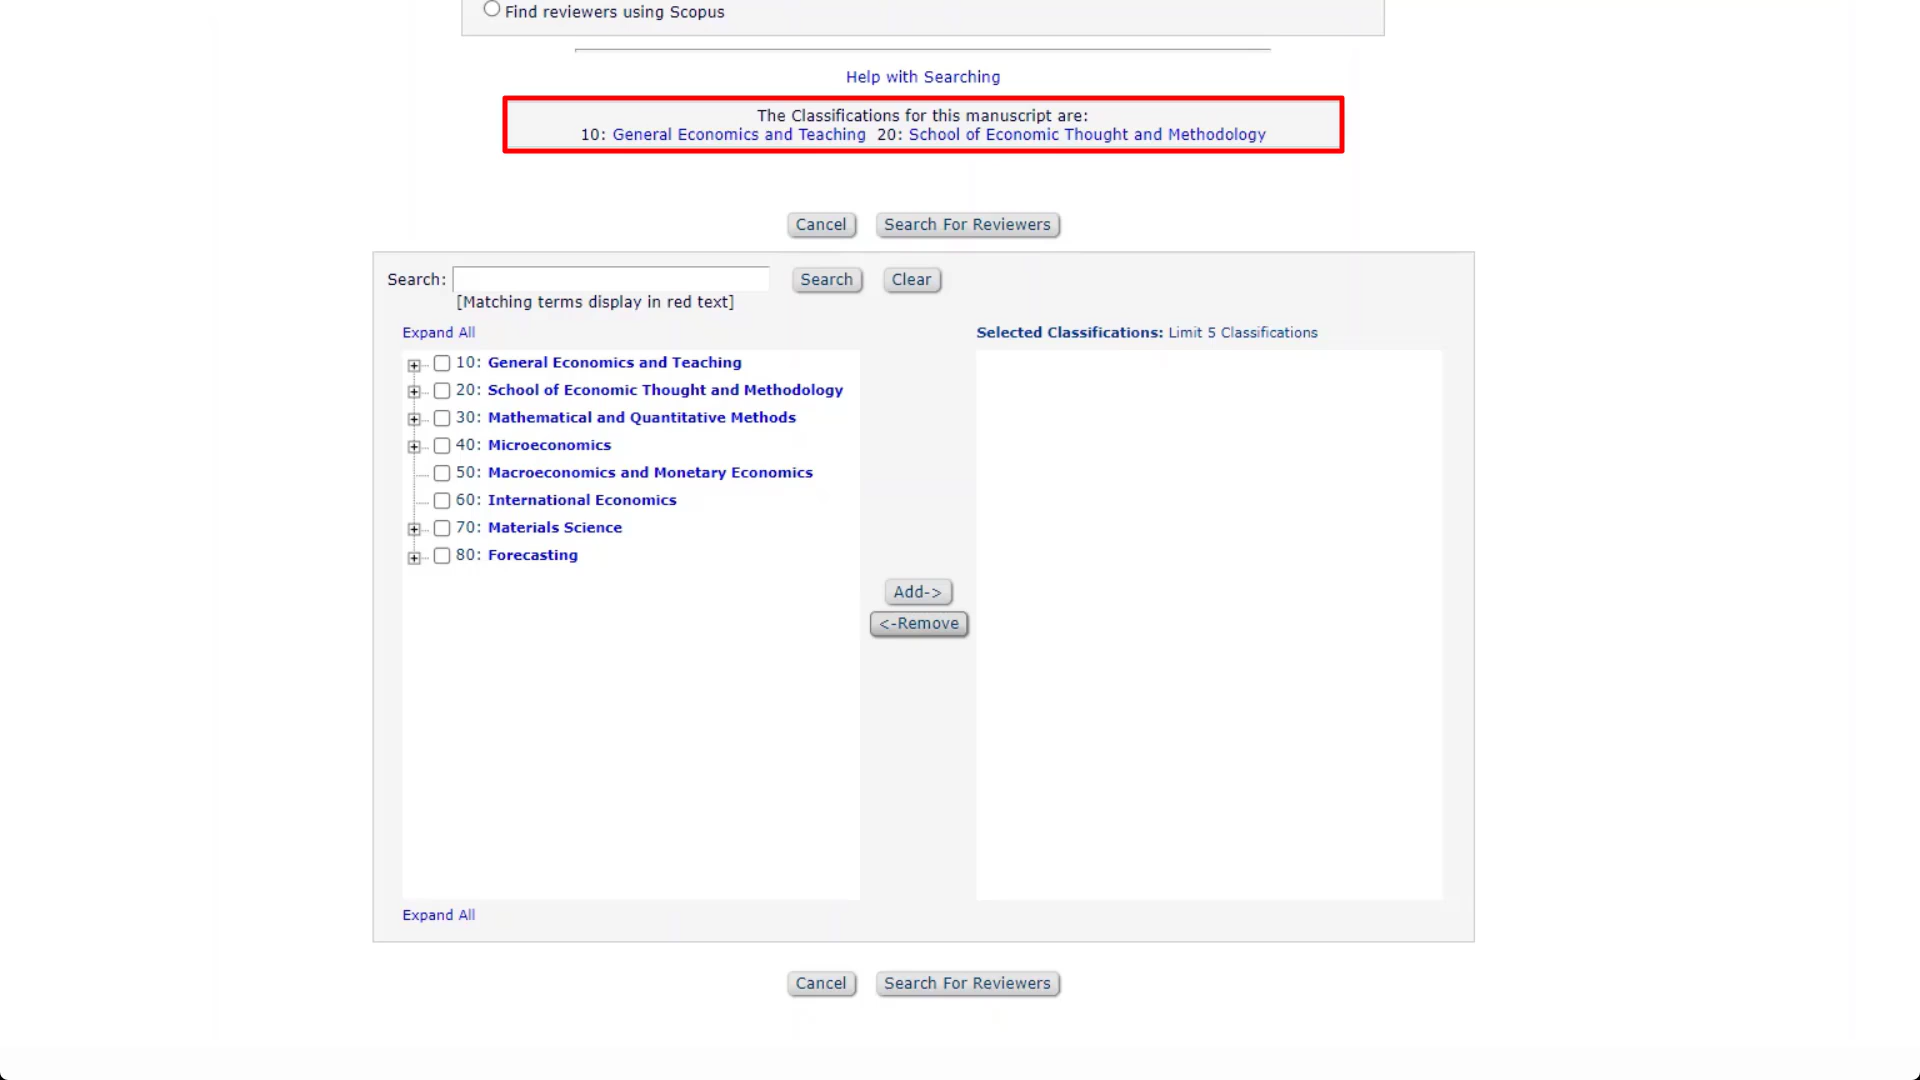 Find reviewers using Scopus
Help with Searching
The Classifications for this manuscript are:
10: General Economics and Teaching 20: School of Economic Thought and Methodology
Cancel Search For Reviewers
Search: Search Clear
[Matching terms display in red text]
Expand All
Selected Classifications: Limit 5 Classifications
10: General Economics and Teaching
20: School of Economic Thought and Methodology
30: Mathematical and Quantitative Methods
40: Microeconomics
50: Macroeconomics and Monetary Economics
60: International Economics
70: Materials Science
80: Forecasting
Add->
<-Remove
Expand All
Cancel Search For Reviewers